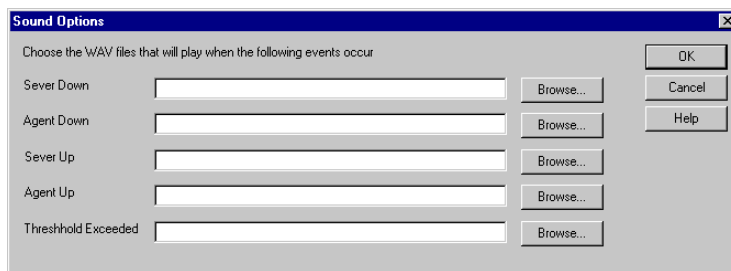 Sound Options
Choose the WAV files that will play when the following events occur
OK
Sever Down
Browse...
Cancel
Agent Down
Browse...
Help
Sever Up
Browse...
Agent Up
Browse...
Threshhold Exceeded
Browse...